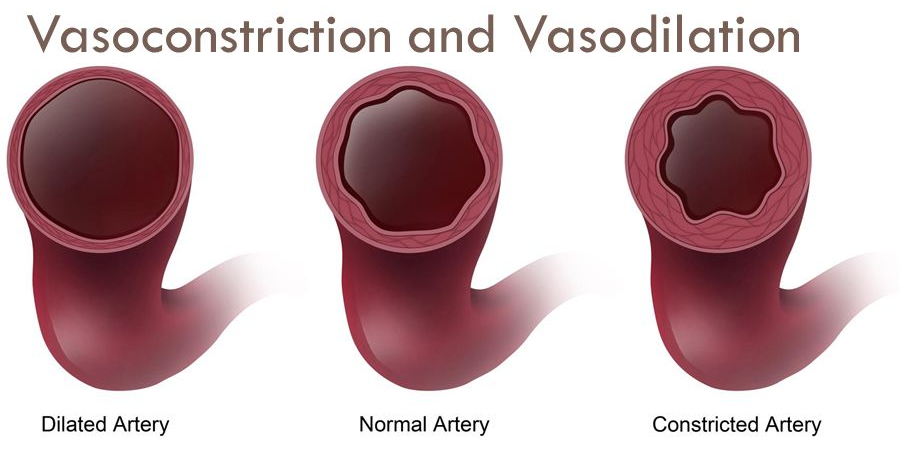 Vasoconstriction and Vasodilation
Dilated Artery
Normal Artery
Constricted Artery